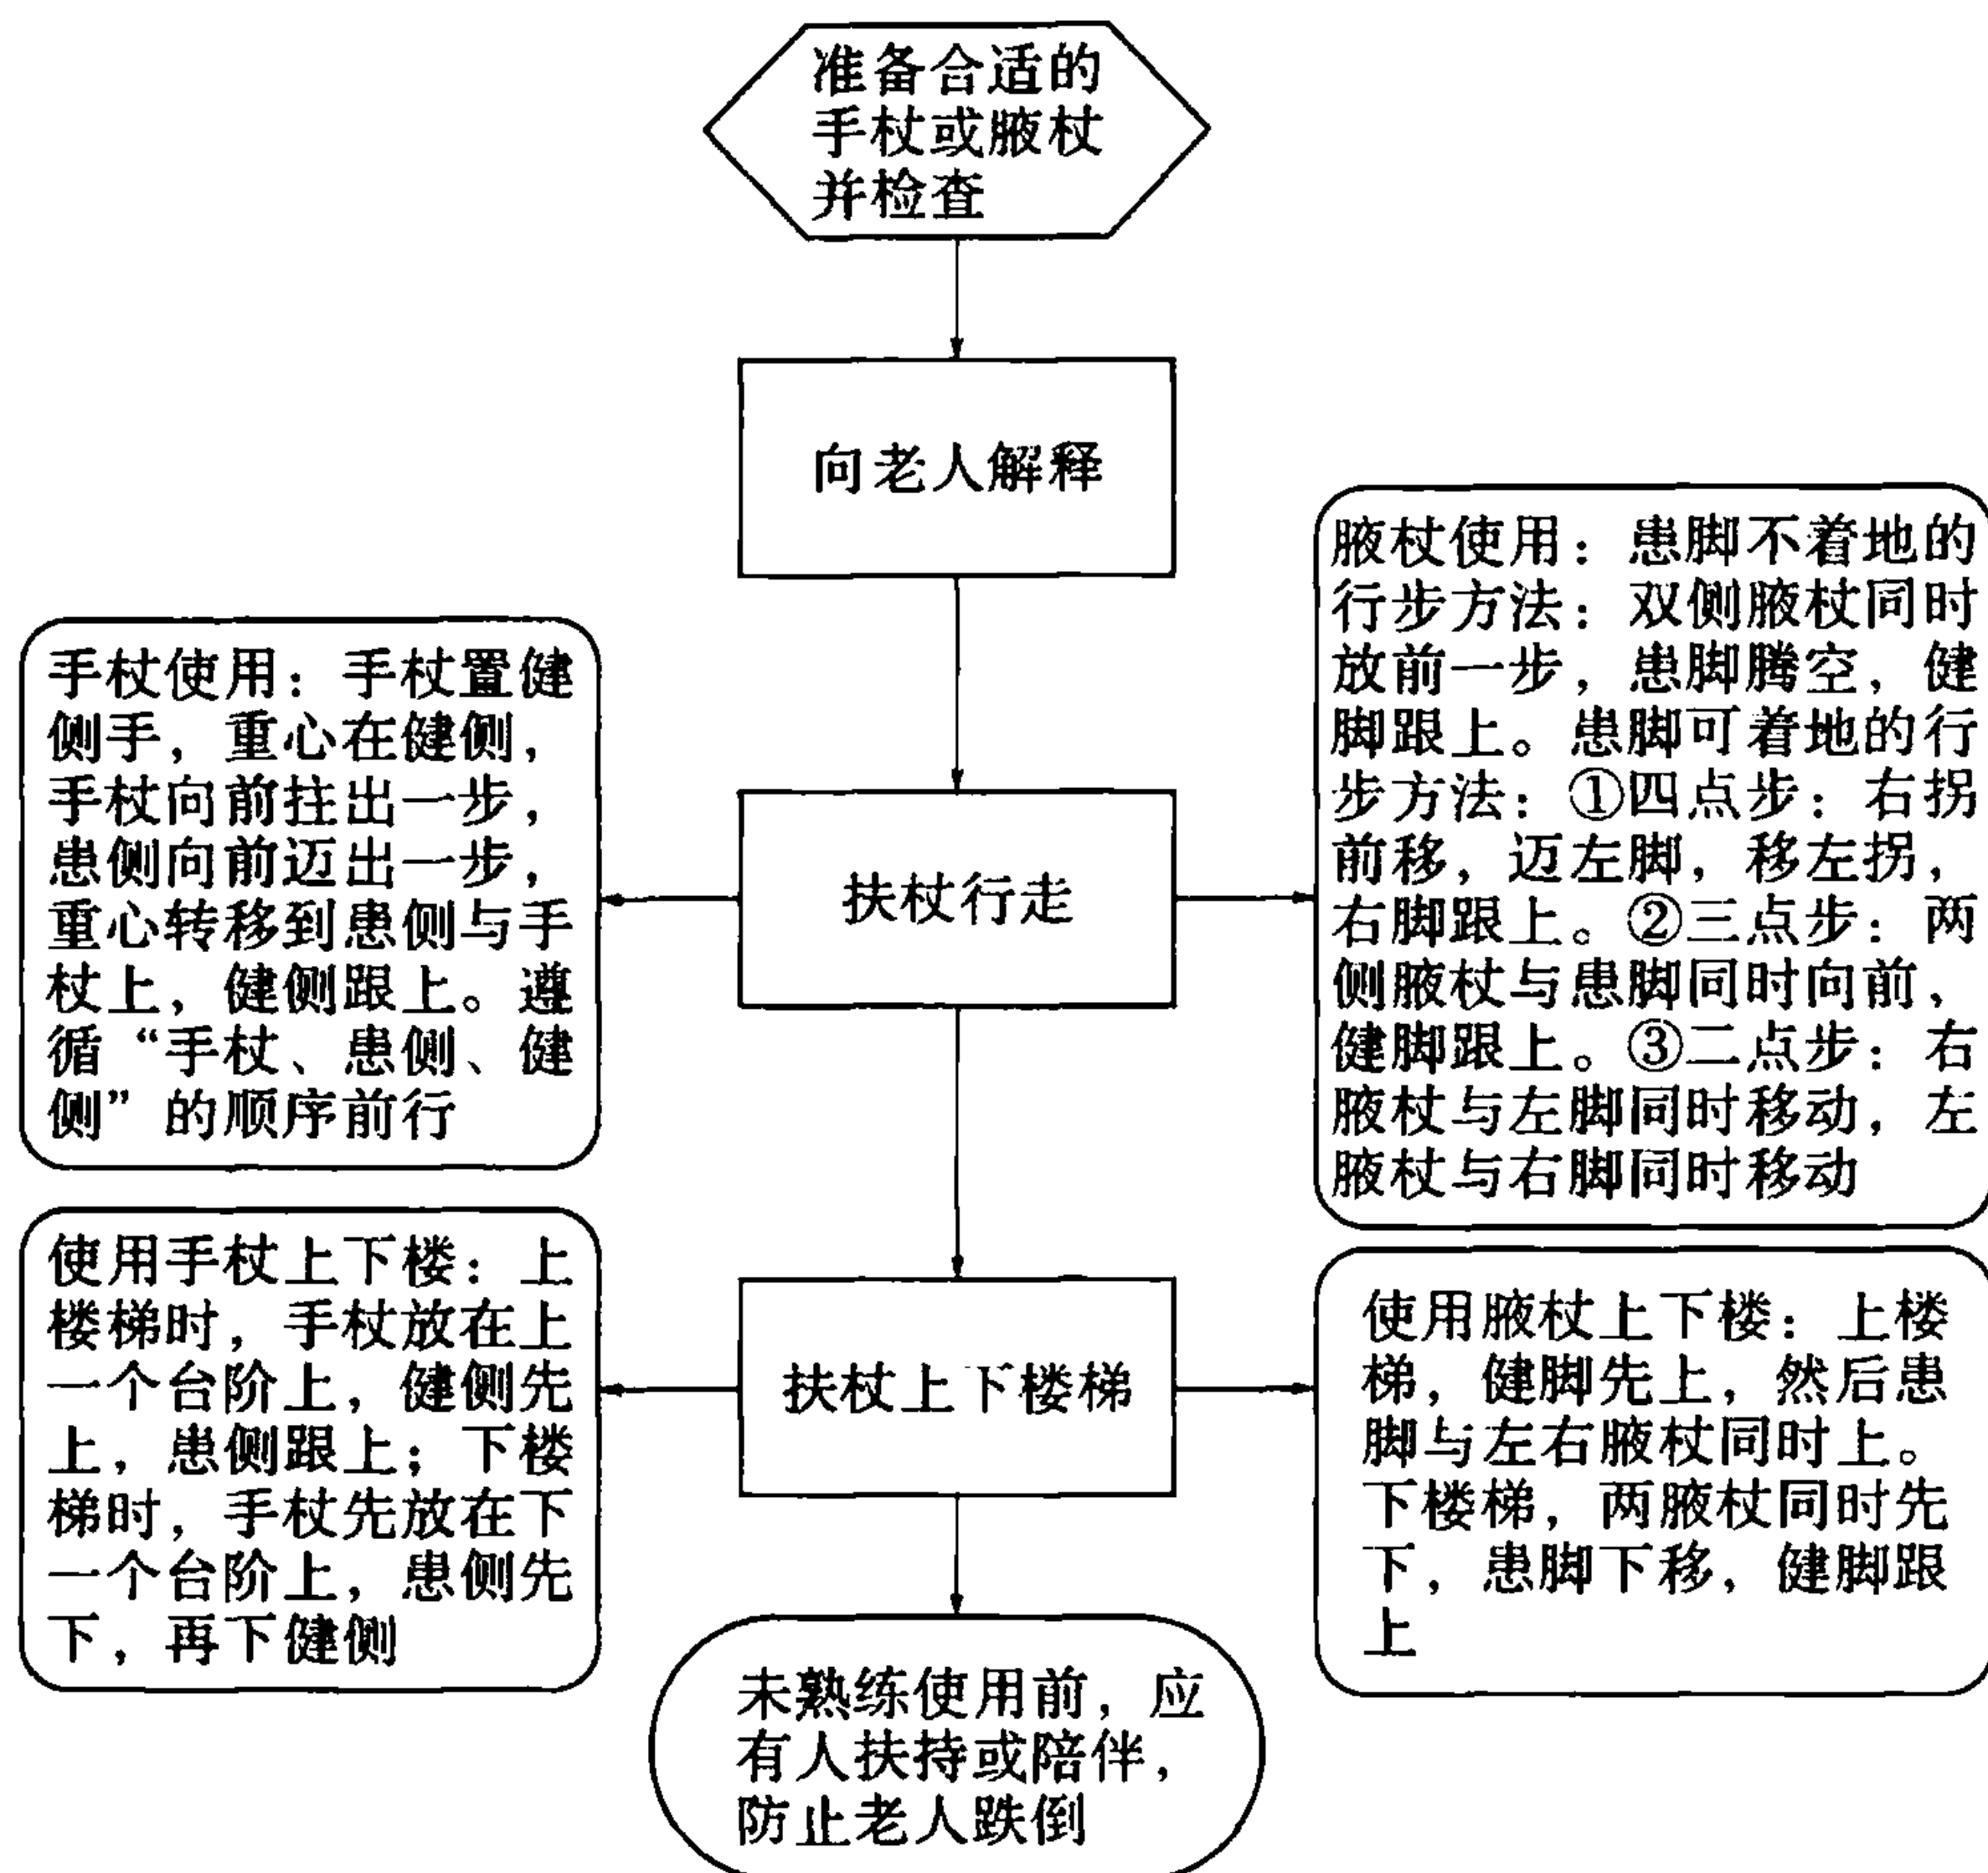 准备合适的
手杖或腋杖
并检查
向老人解释
扶杖行走
手杖使用：手杖置健
侧手，重心在健侧，
手杖向前拄出一步，
患侧向前迈出一步，
重心转移到患侧与手
杖上，健侧跟上。遵
循“手杖、患侧、健
侧”的顺序前行
腋杖使用：患脚不着地的
行步方法：双侧腋杖同时
放前一步，患脚腾空，健
脚跟上。患脚可着地的行
步方法：①四点步：右拐
前移，迈左脚，移左拐，
右脚跟上。②三点步：两
侧腋杖与患脚同时向前，
健脚跟上。③二点步：右
腋杖与左脚同时移动，左
腋杖与右脚同时移动
扶杖上下楼梯
使用手杖上下楼：上
楼梯时，手杖放在上
一个台阶上，健侧先
上，患侧跟上；下楼
梯时，手杖先放在下
一个台阶上，患侧先
下，再下健侧
使用腋杖上下楼：上楼
梯，健脚先上，然后患
脚与左右腋杖同时上。
下楼梯，两腋杖同时先
下，患脚下移，健脚跟
上
未熟练使用前，应
有人扶持或陪伴，
防止老人跌倒